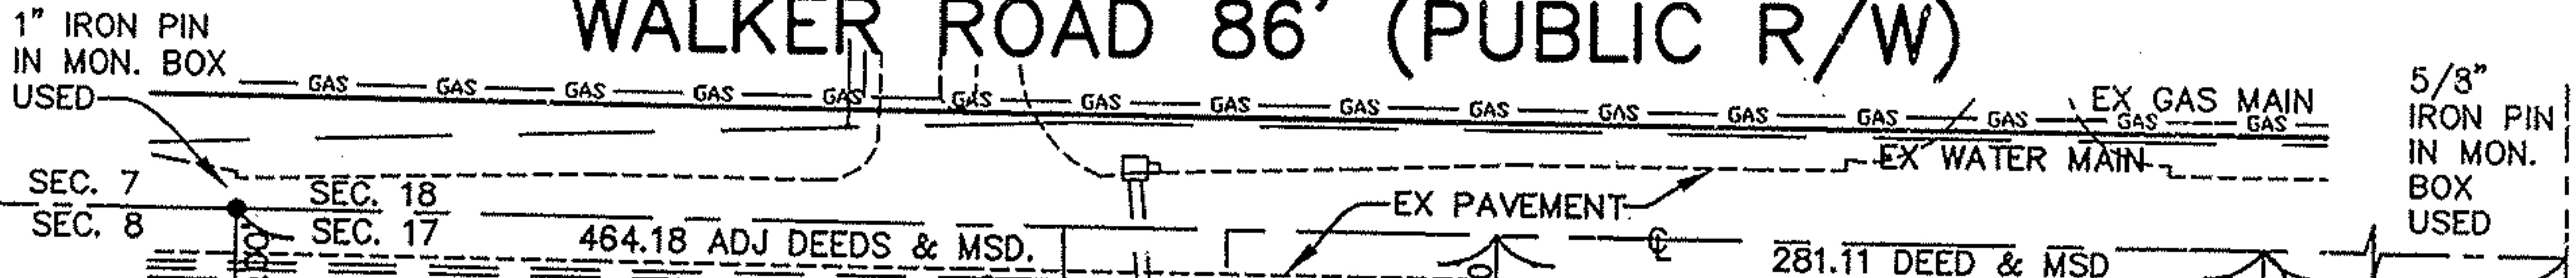 WALKER ROAD 86' (PUBLIC R/W)
1" IRON PIN
IN MON. BOX
USED
GAS GAS GAS GAS GAS GAS GAS GAS GAS GAS GAS GAS GAS GAS GAS GAS
EX GAS MAIN
5/8"
IRON PIN
IN MON.
BOX
USED
EX WATER MAIN
SEC. 7
SEC. 18
SEC. 8
SEC. 17
EX PAVEMENT
464.18 ADJ DEEDS & MSD.
℄
281.11 DEED & MSD